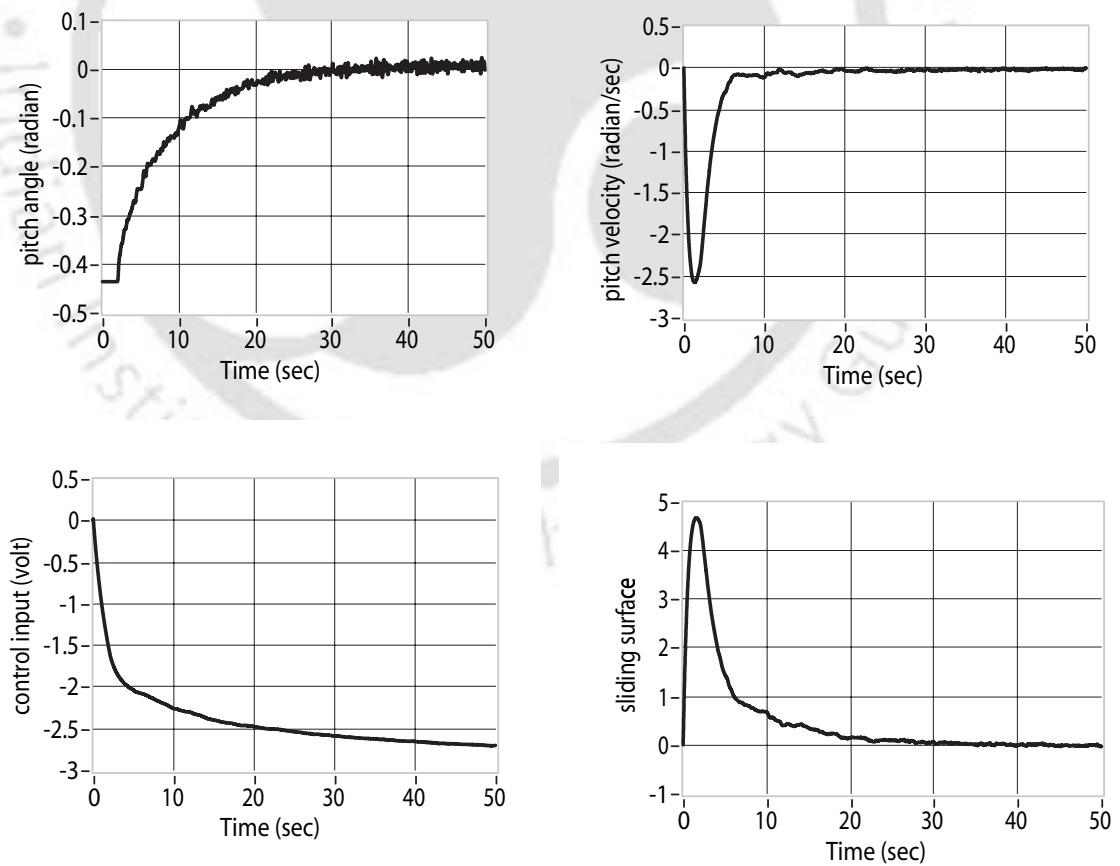 0.1
0
-0.1
-0.2
-0.3
-0.4
-0.5
pitch angle (radian)
0 10 20 30 40 50
Time (sec)
0.5
0
-0.5
-1
-1.5
-2
-2.5
-3
pitch velocity (radian/sec)
0 10 20 30 40 50
Time (sec)
0.5
0
-0.5
-1
-1.5
-2
-2.5
-3
control input (volt)
0 10 20 30 40 50
Time (sec)
5
4
3
2
1
0
-1
sliding surface
0 10 20 30 40 50
Time (sec)